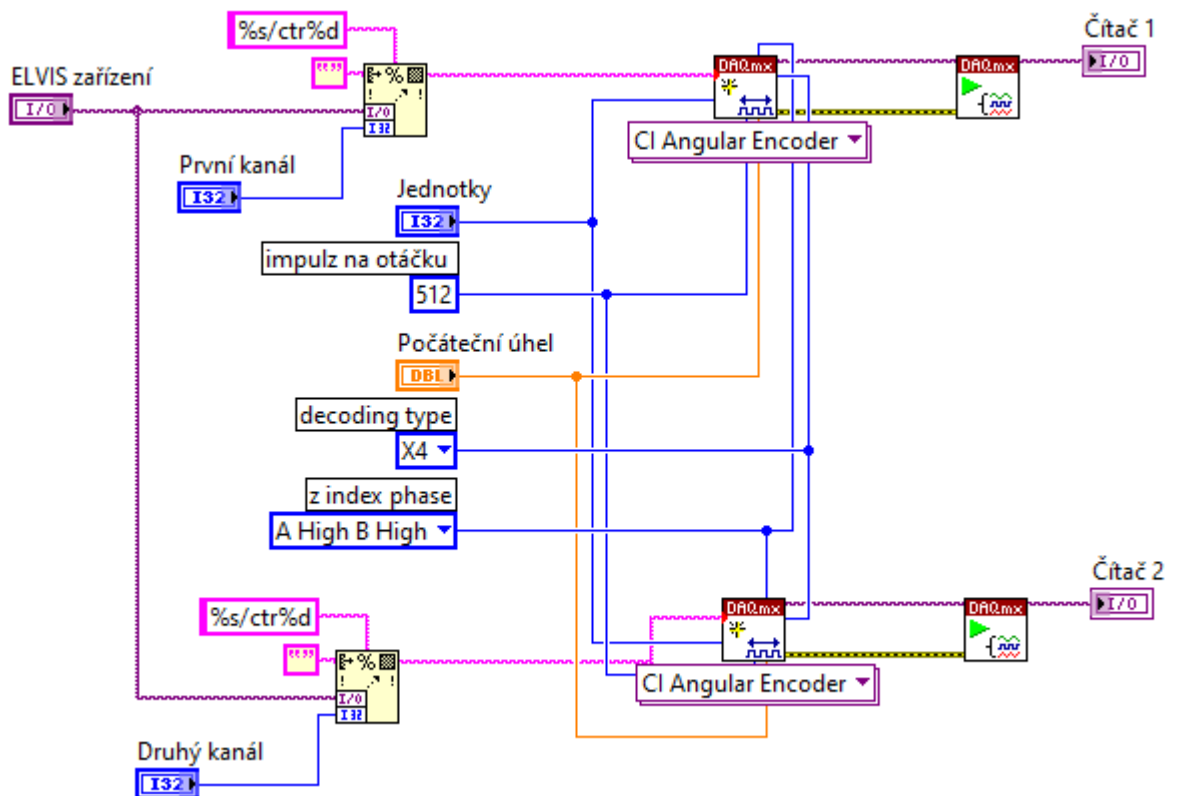 %s/ctr%d
Čítač 1
ELVIS zařízení
I/O
""
I/O
I32
DAQmx
DAQmx
I/O
CI Angular Encoder
První kanál
I32
Jednotky
I32
impulz na otáčku
512
Počáteční úhel
DBL
decoding type
X4
z index phase
A High B High
Čítač 2
%s/ctr%d
DAQmx
DAQmx
I/O
""
%
I/O
I32
CI Angular Encoder
Druhý kanál
I32